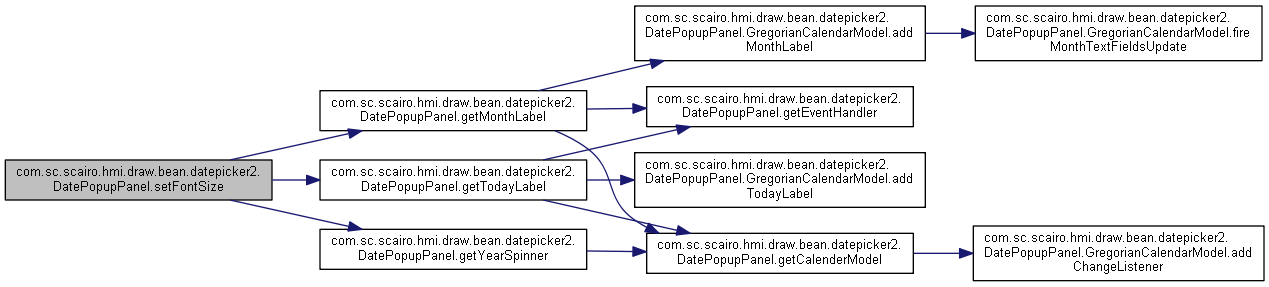 com.sc.scairo.hmi.draw.bean.datepicker2.
DatePopupPanel.setFontSize
com.sc.scairo.hmi.draw.bean.datepicker2.
DatePopupPanel.getMonthLabel
com.sc.scairo.hmi.draw.bean.datepicker2.
DatePopupPanel.getTodayLabel
com.sc.scairo.hmi.draw.bean.datepicker2.
DatePopupPanel.getYearSpinner
com.sc.scairo.hmi.draw.bean.datepicker2.
DatePopupPanel.GregorianCalendarModel.add
MonthLabel
com.sc.scairo.hmi.draw.bean.datepicker2.
DatePopupPanel.getEventHandler
com.sc.scairo.hmi.draw.bean.datepicker2.
DatePopupPanel.GregorianCalendarModel.add
TodayLabel
com.sc.scairo.hmi.draw.bean.datepicker2.
DatePopupPanel.getCalenderModel
com.sc.scairo.hmi.draw.bean.datepicker2.
DatePopupPanel.GregorianCalendarModel.fire
MonthTextFieldsUpdate
com.sc.scairo.hmi.draw.bean.datepicker2.
DatePopupPanel.GregorianCalendarModel.add
ChangeListener